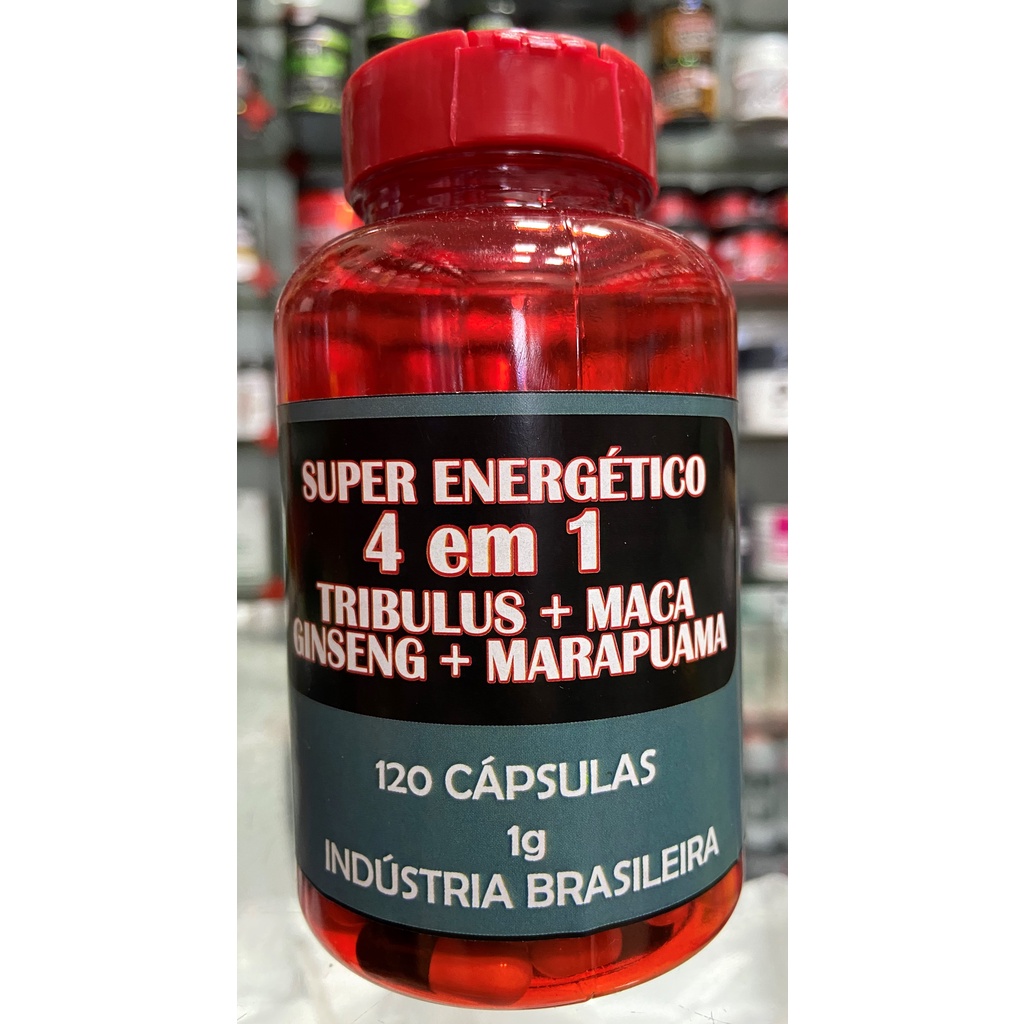 SUPER ENERGÉTICO
4 em 1
TRIBULUS + MACA
GINSENG + MARAPUAMA
120 CÁPSULAS
1g
INDÚSTRIA BRASILEIRA